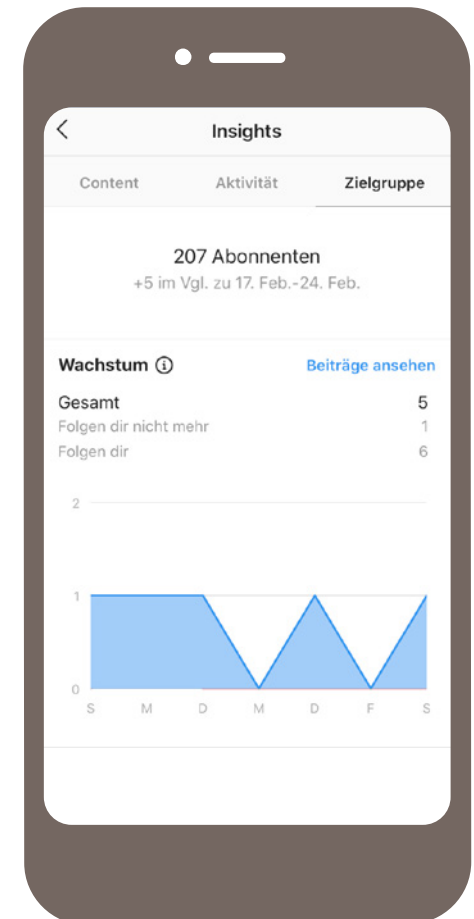 Insights
Content Aktivität Zielgruppe
207 Abonnenten
+5 im Vgl. zu 17. Feb.-24. Feb.
Wachstum Beiträge ansehen
Gesamt 5
Folgen dir nicht mehr 1
Folgen dir 6
2
1
0
S M D M D F S